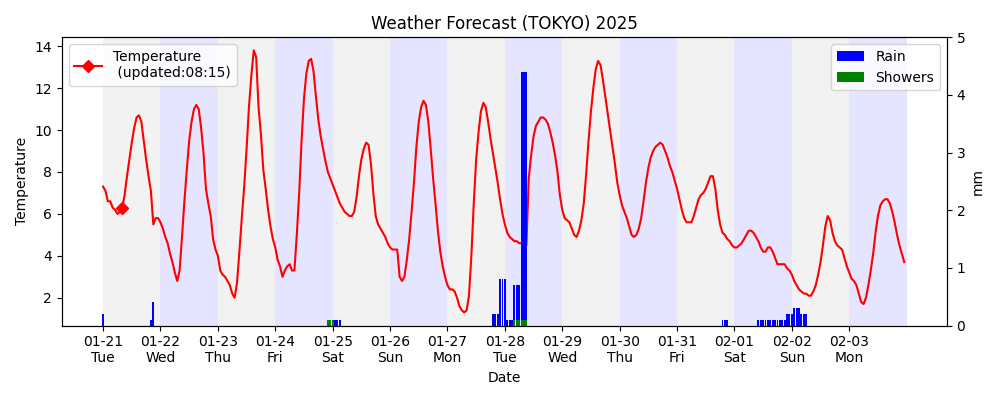 Weather Forecast (TOKYO) 2025
Temperature
(updated:08:15)
Rain
Showers
14
12
10
8
6
4
2
Temperature
5
4
3
2
1
0
mm
01-21 01-22 01-23 01-24 01-25 01-26 01-27 01-28 01-29 01-30 01-31 02-01 02-02 02-03
Tue Wed Thu Fri Sat Sun Mon Tue Wed Thu Fri Sat Sun Mon
Date